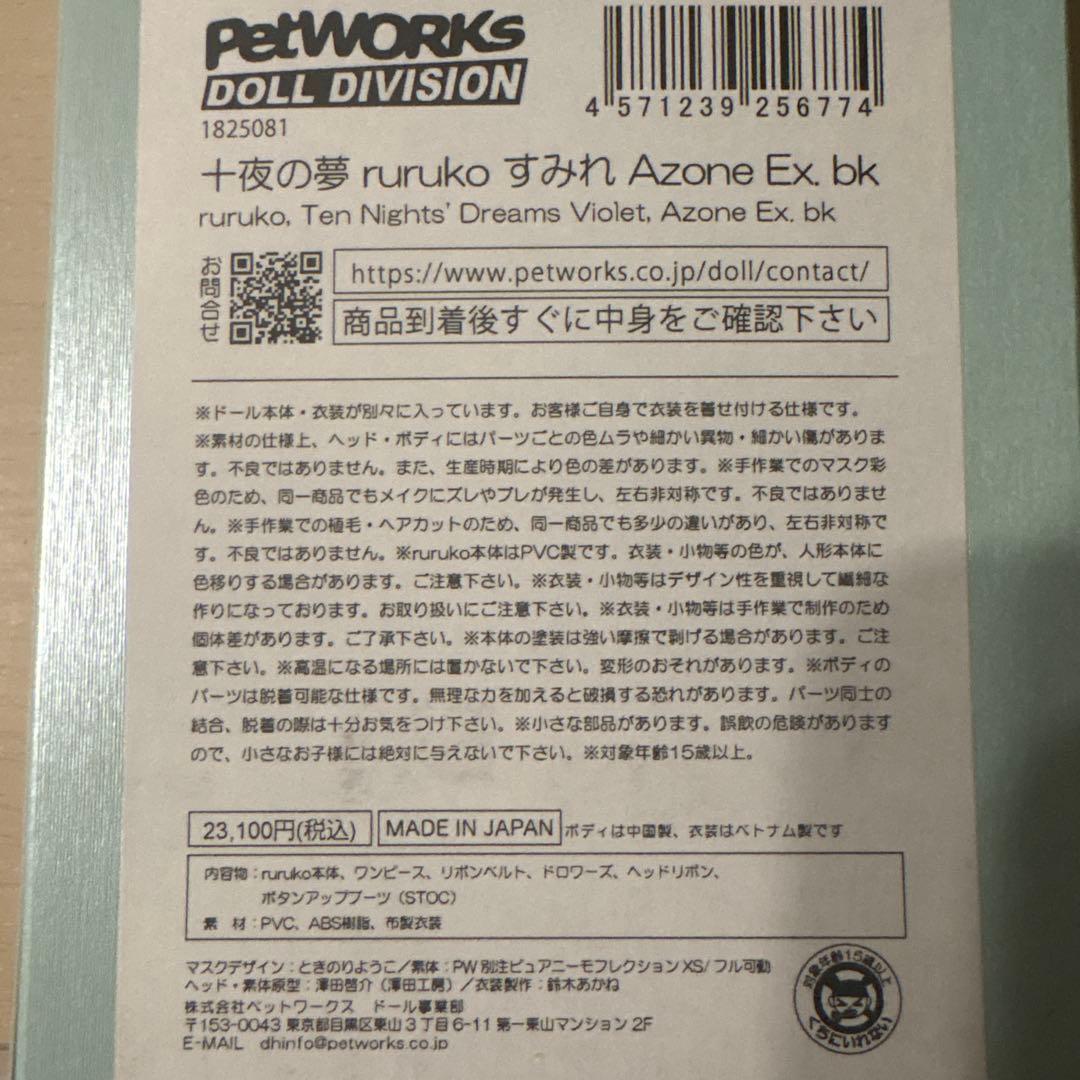 PetWORKs
DOLL DIVISION
1825081
4 571239 256774
十夜の夢 ruruko すみれ Azone Ex. bk
ruruko, Ten Nights' Dreams Violet, Azone Ex. bk
お問合せ
https://www.petworks.co.jp/doll/contact/
商品到着後すぐに中身をご確認下さい
※ドール本体・衣装が別々に入っています。お客様ご自身で衣装を着せ付ける仕様です。
※素材の仕様上、ヘッド・ボディにはパーツごとの色ムラや細かい異物・細かい傷がありま
す。不良ではありません。また、生産時期により色の差があります。※手作業でのマスク彩
色のため、同一商品でもメイクにズレやブレが発生し、左右非対称です。不良ではありませ
ん。※手作業での植毛・ヘアカットのため、同一商品でも多少の違いがあり、左右非対称で
す。不良ではありません。※ruruko本体はPVC製です。衣装・小物等の色が、人形本体に
色移りする場合があります。ご注意下さい。※衣装・小物等はデザイン性を重視して繊細な
作りになっております。お取り扱いにご注意下さい。※衣装・小物等は手作業で制作のため
個体差があります。ご了承下さい。※本体の塗装は強い摩擦で剥げる場合があります。ご注
意下さい。※高温になる場所には置かないで下さい。変形のおそれがあります。※ボディの
パーツは脱着可能な仕様です。無理な力を加えると破損する恐れがあります。パーツ同士の
結合、脱着の際は十分お気をつけ下さい。※小さな部品があります。誤飲の危険があります
ので、小さなお子様には絶対に与えないで下さい。※対象年齢15歳以上。
23,100円(税込) MADE IN JAPAN ボディは中国製、衣装はベトナム製です
内容物：ruruko本体、ワンピース、リボンベルト、ドロワーズ、ヘッドリボン、
ボタンアップブーツ（STOC）
素 材：PVC、ABS樹脂、布製衣装
マスクデザイン：ときのりようこ／素体：PW別注ピュアニーモフレクションXS/フル可動
ヘッド・素体原型：澤田啓介（澤田工房）／衣装製作：鈴木あかね
株式会社ペットワークス ドール事業部
〒153-0043 東京都目黒区東山3丁目6-11 第一東山マンション2F
E-MAIL dhinfo@petworks.co.jp
対象年齢15歳以上
くちにいれない